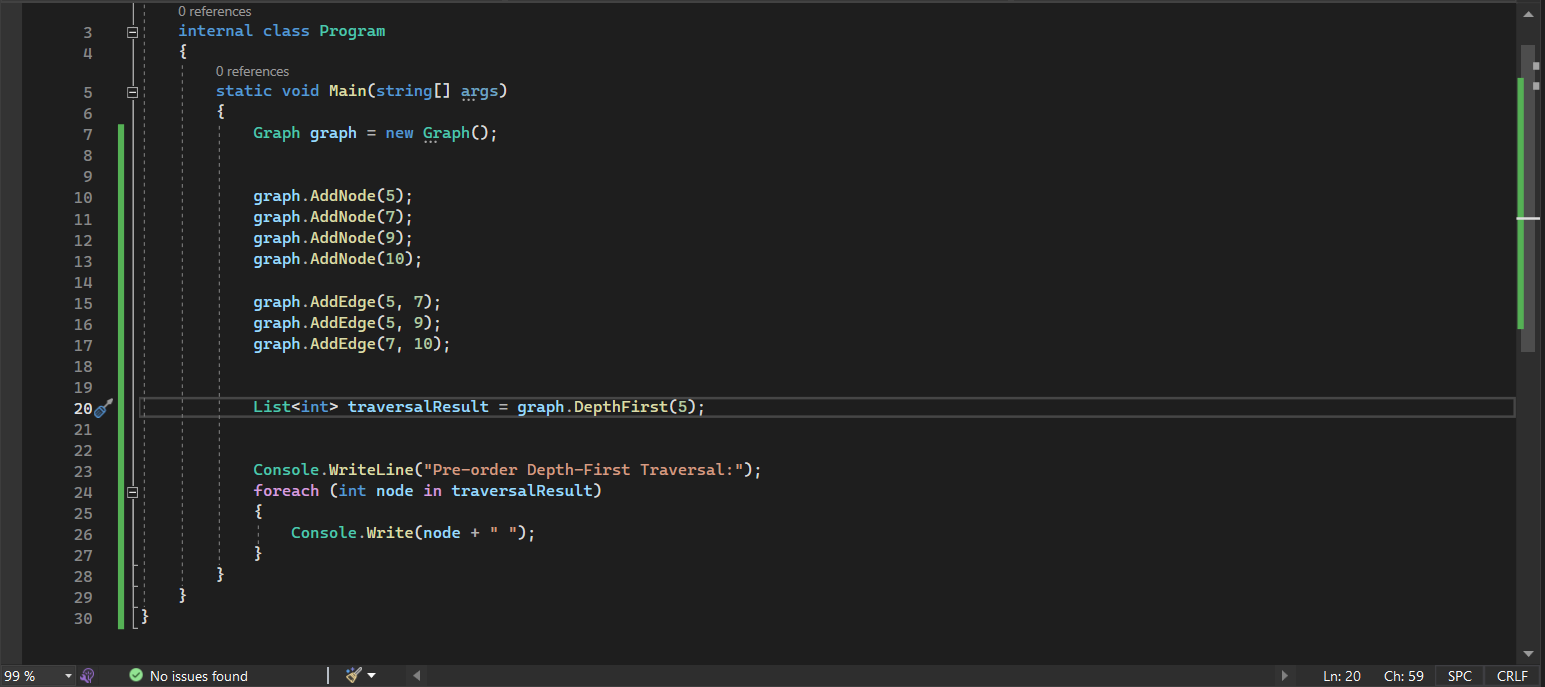 0 references
3 internal class Program
4 {
0 references
5 static void Main(string[] args)
6 {
7 Graph graph = new Graph();
8
9
10 graph.AddNode(5);
11 graph.AddNode(7);
12 graph.AddNode(9);
13 graph.AddNode(10);
14
15 graph.AddEdge(5, 7);
16 graph.AddEdge(5, 9);
17 graph.AddEdge(7, 10);
18
19
20 List<int> traversalResult = graph.DepthFirst(5);
21
22
23 Console.WriteLine("Pre-order Depth-First Traversal:");
24 foreach (int node in traversalResult)
25 {
26 Console.Write(node + " ");
27 }
28 }
29 }
30 }
99 % No issues found Ln: 20 Ch: 59 SPC CRLF